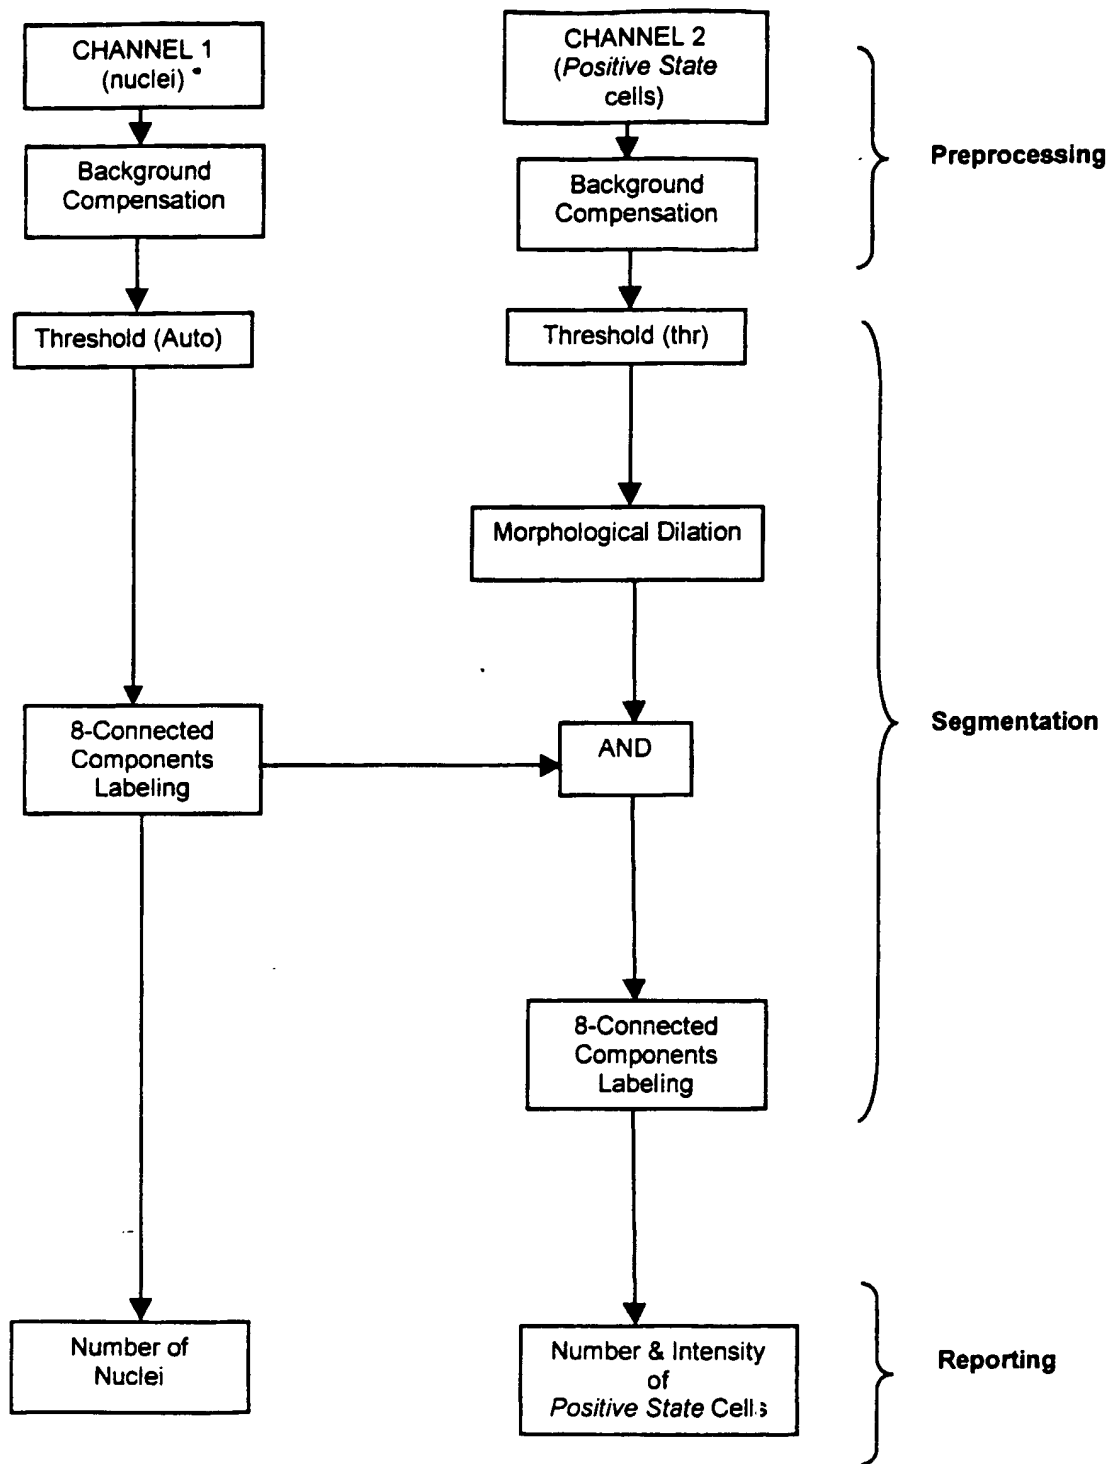 CHANNEL 1
(nuclei)
CHANNEL 2
(Positive State
cells)
Background
Compensation
Background
Compensation
Preprocessing
Threshold (Auto)
Threshold (thr)
Morphological Dilation
8-Connected
Components
Labeling
AND
Segmentation
8-Connected
Components
Labeling
Number of
Nuclei
Number & Intensity
of
Positive State Cells
Reporting